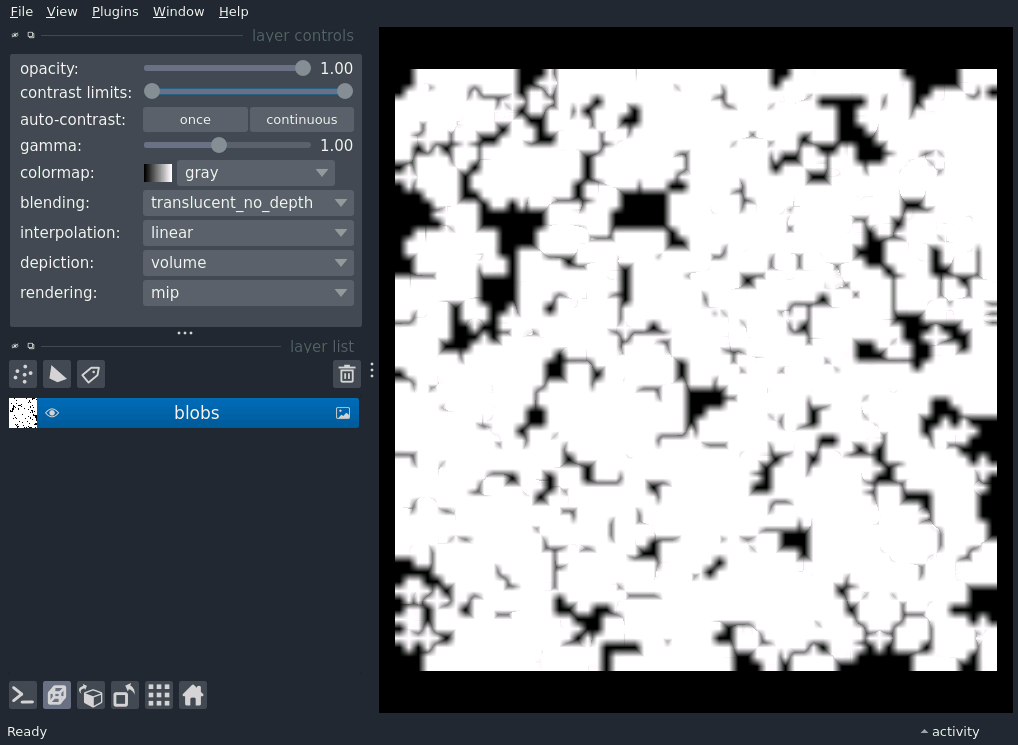 File View Plugins Window Help
layer controls
opacity: 1.00
contrast limits:
auto-contrast: once continuous
gamma: 1.00
colormap: gray
blending: translucent_no_depth
interpolation: linear
depiction: volume
rendering: mip
layer list
blobs
Ready activity